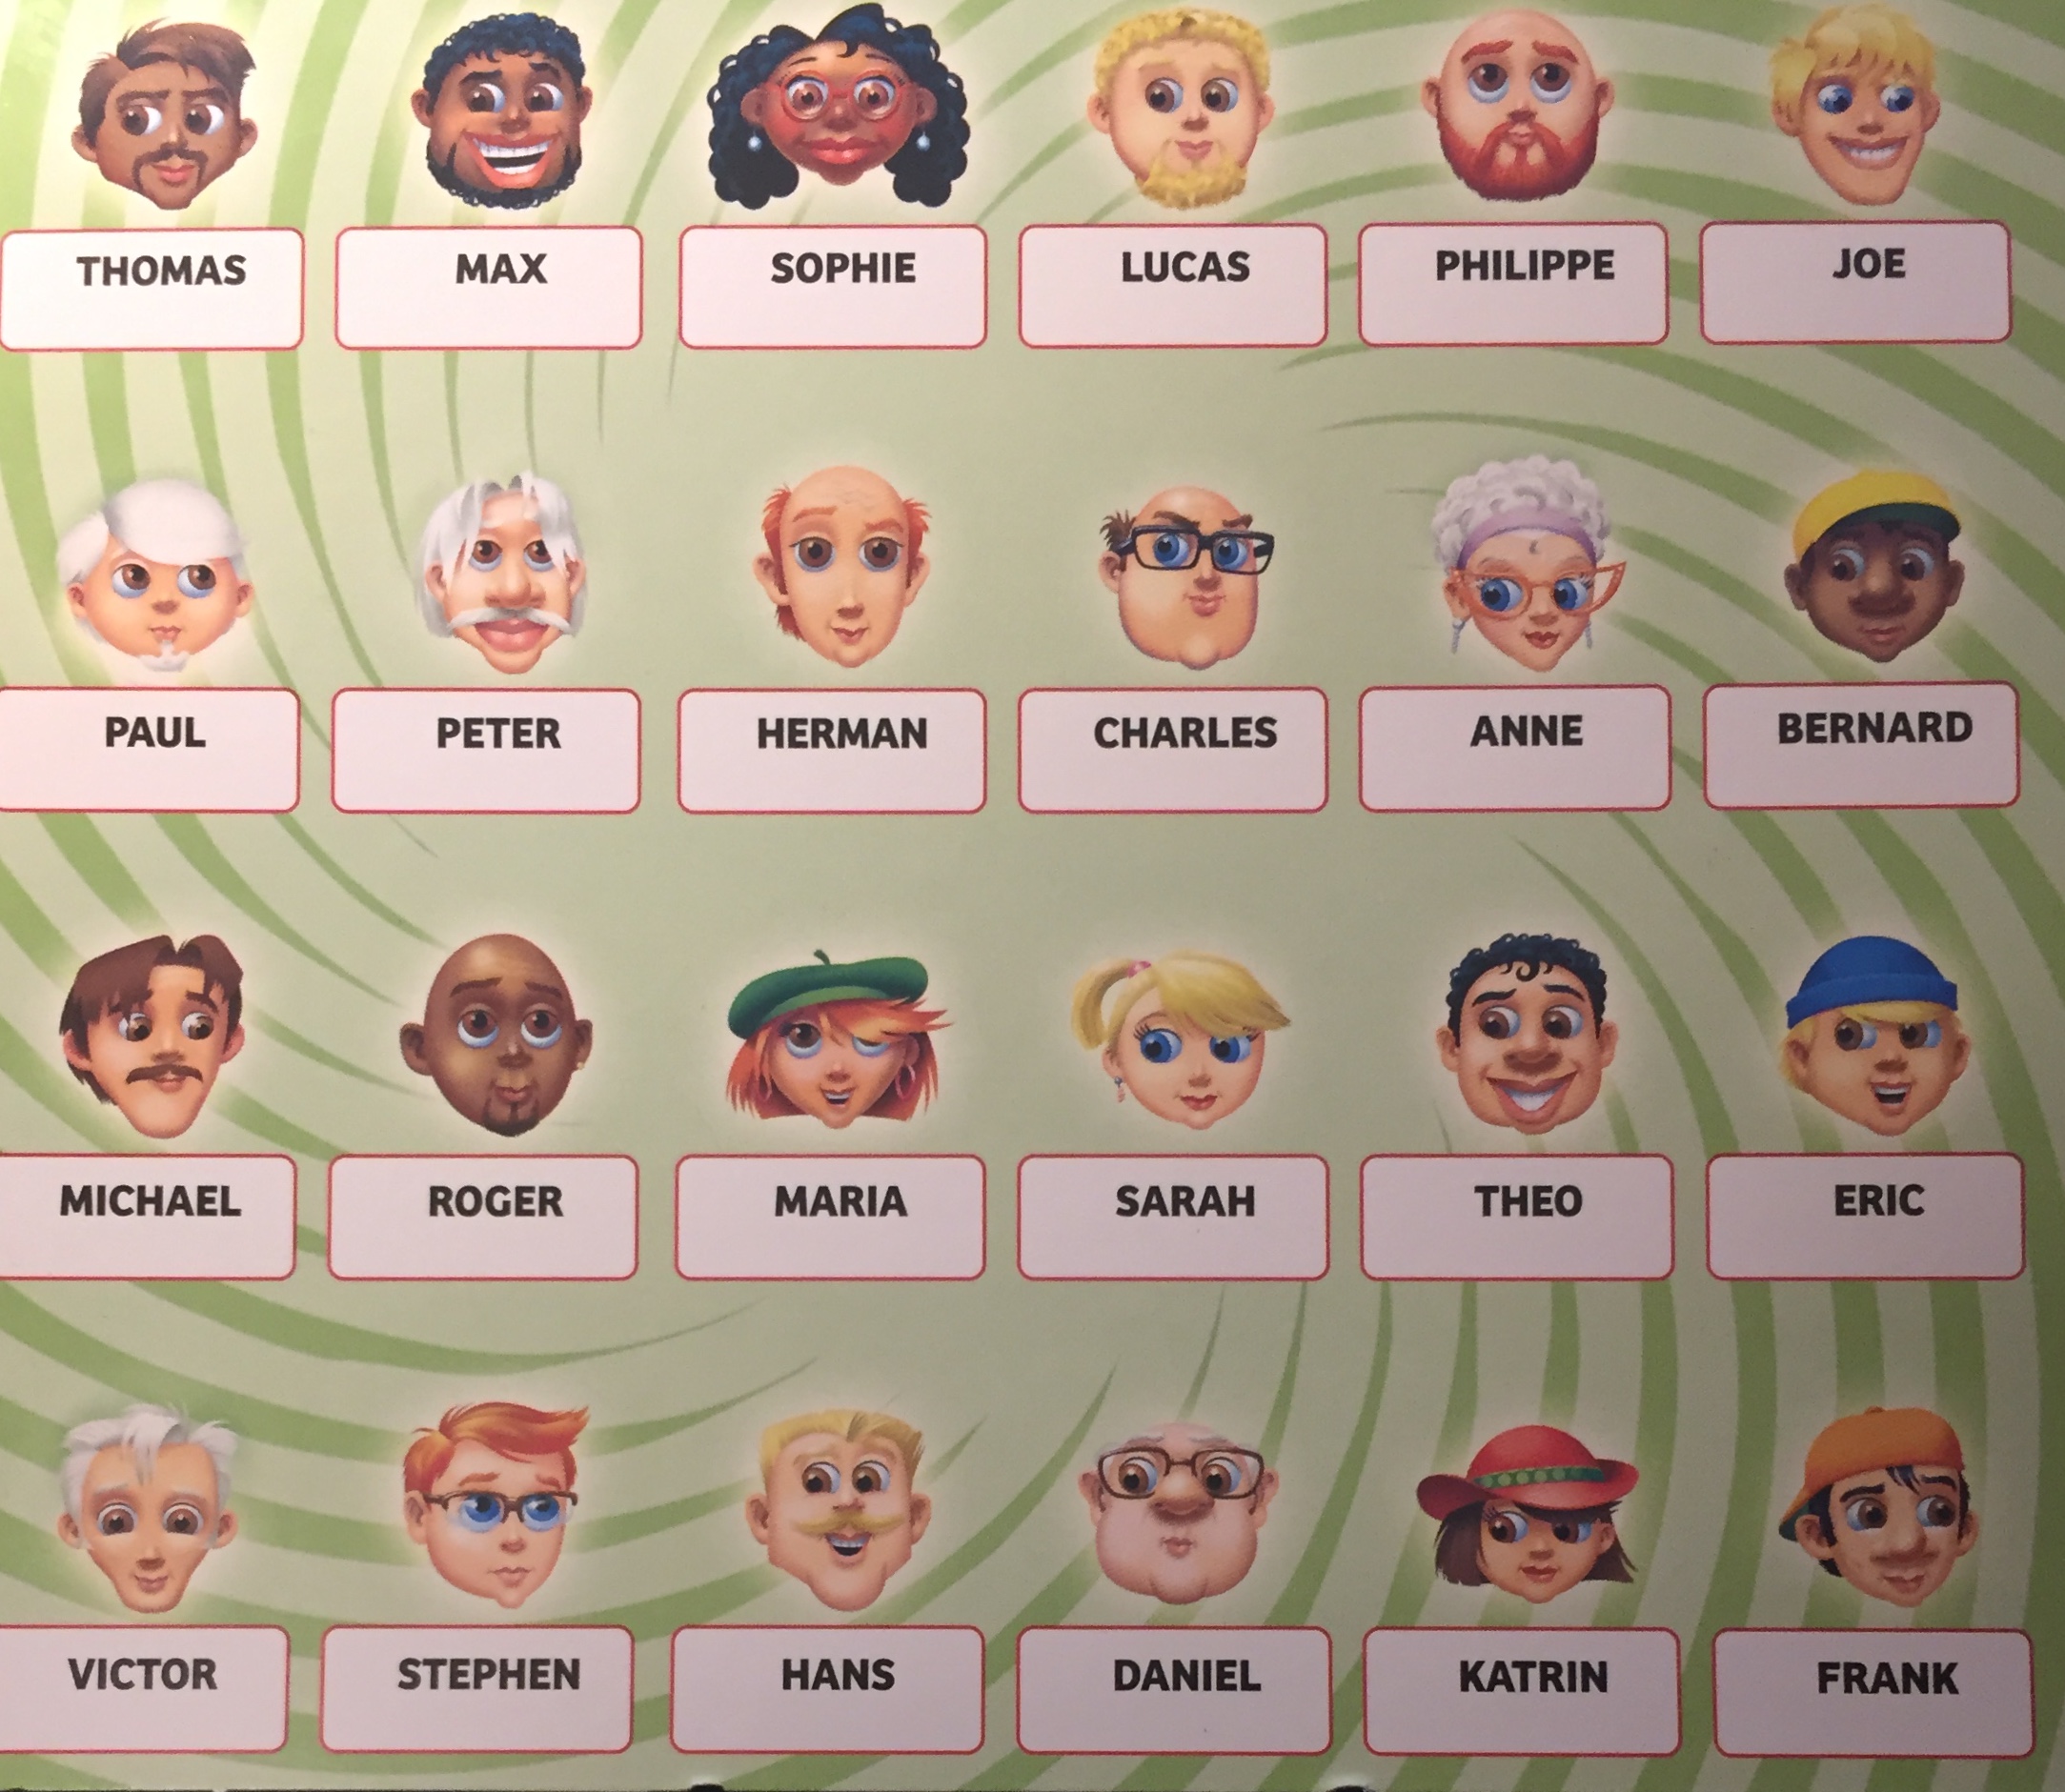 THOMAS
MAX
SOPHIE
LUCAS
PHILIPPE
JOE
PAUL
PETER
HERMAN
CHARLES
ANNE
BERNARD
MICHAEL
ROGER
MARIA
SARAH
THEO
ERIC
VICTOR
STEPHEN
HANS
DANIEL
KATRIN
FRANK